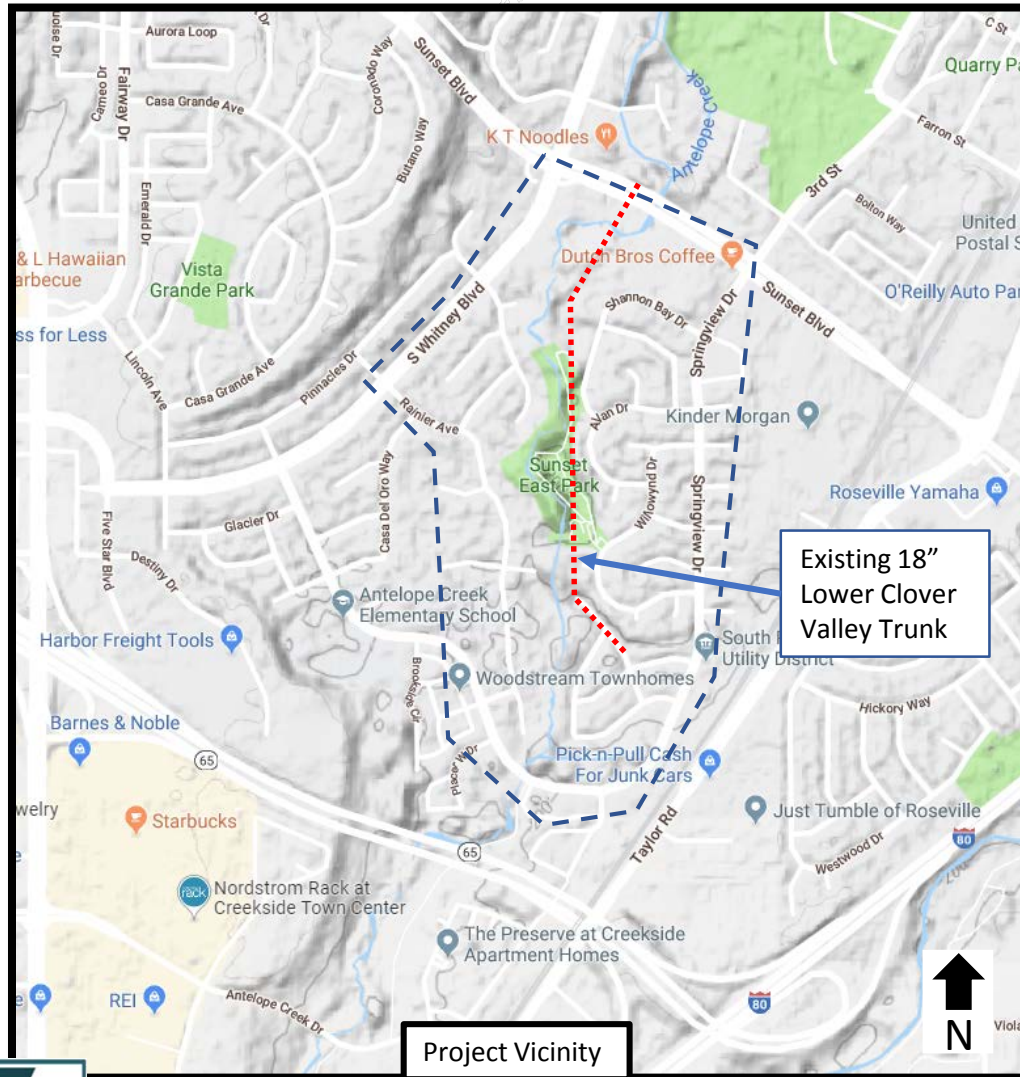 Aurora Loop
Sunset Blvd
Coronado Way
C St
Quarry
Cameo Dr
Fairway Dr
Casa Grande Ave
Butano Way
K T Noodles
Antelope Creek
Farron St
3rd St
Emerald Dr
Bolton Way
United
Postal
& L Hawaiian
arbecue
Vista
Grande Park
Dutch Bros Coffee
S Whitney Blvd
Shannon Bay Dr
Springview Dr
Sunset Blvd
O'Reilly Auto
ss for Less
Lincoln Ave
Casa Grande Ave
Pinnacles Dr
Rainier Ave
Alan Dr
Kinder Morgan
Sunset
East Park
Willowynd Dr
Springview Dr
Roseville Yamaha
Casa Del Oro Way
Five Star Blvd
Glacier Dr
Destiny Dr
Existing 18"
Lower Clover
Valley Trunk
Antelope Creek
Elementary School
Harbor Freight Tools
South
Utility District
Brookside Cir
Woodstream Townhomes
Hickory Way
Barnes & Noble
Placer W Dr
Pick-n-Pull Cash
For Junk Cars
65
welry
Starbucks
Just Tumble of Roseville
65
Taylor Rd
Westwood Dr
80
rack
Nordstrom Rack at
Creekside Town Center
The Preserve at Creekside
Apartment Homes
REI
Antelope Creek Dr
80
N
Viola
Project Vicinity